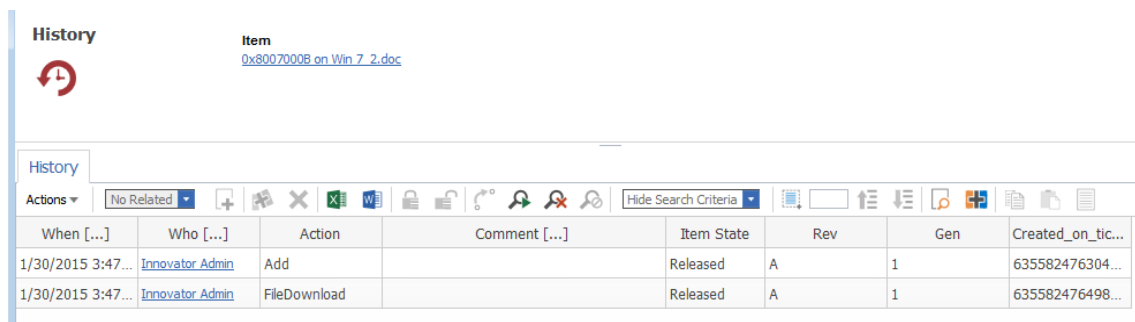 History
Item
0x8007000B on Win 7_2.doc
History
Actions No Related Hide Search Criteria
When [...] Who [...] Action Comment [...] Item State Rev Gen Created_on_tic...
1/30/2015 3:47... Innovator Admin Add Released A 1 635582476304...
1/30/2015 3:47... Innovator Admin FileDownload Released A 1 635582476498...